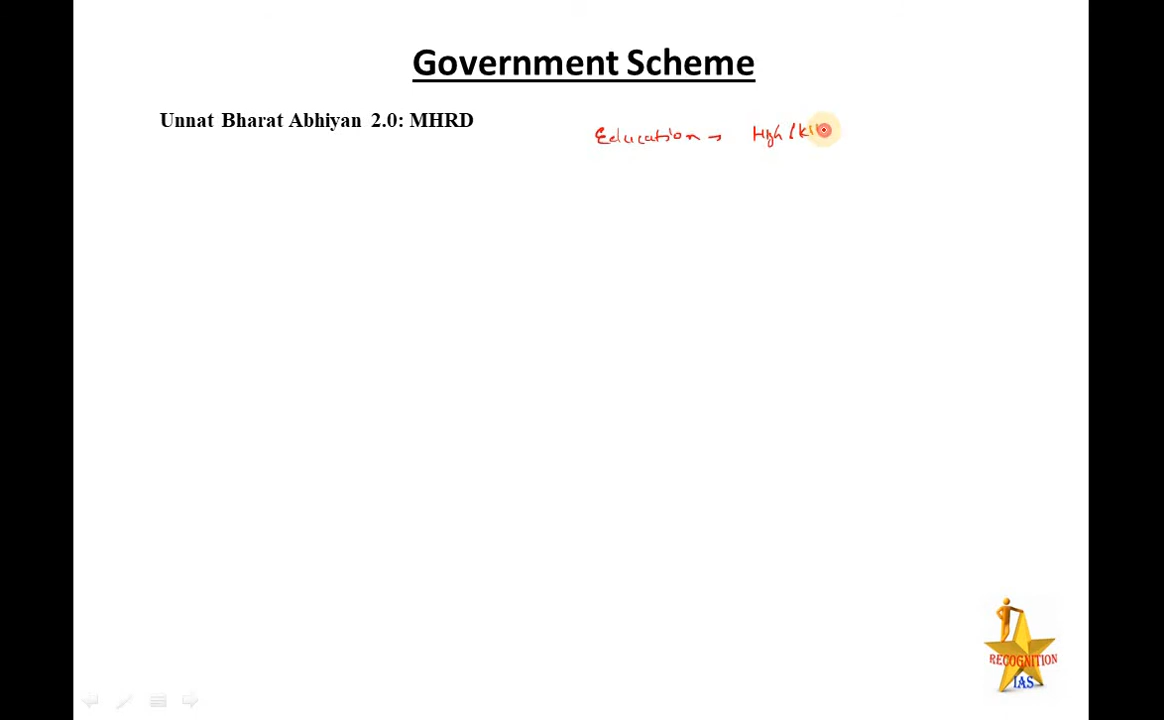 Government Scheme
Unnat Bharat Abhiyan 2.0: MHRD
Education →
RECOGNITION
IAS